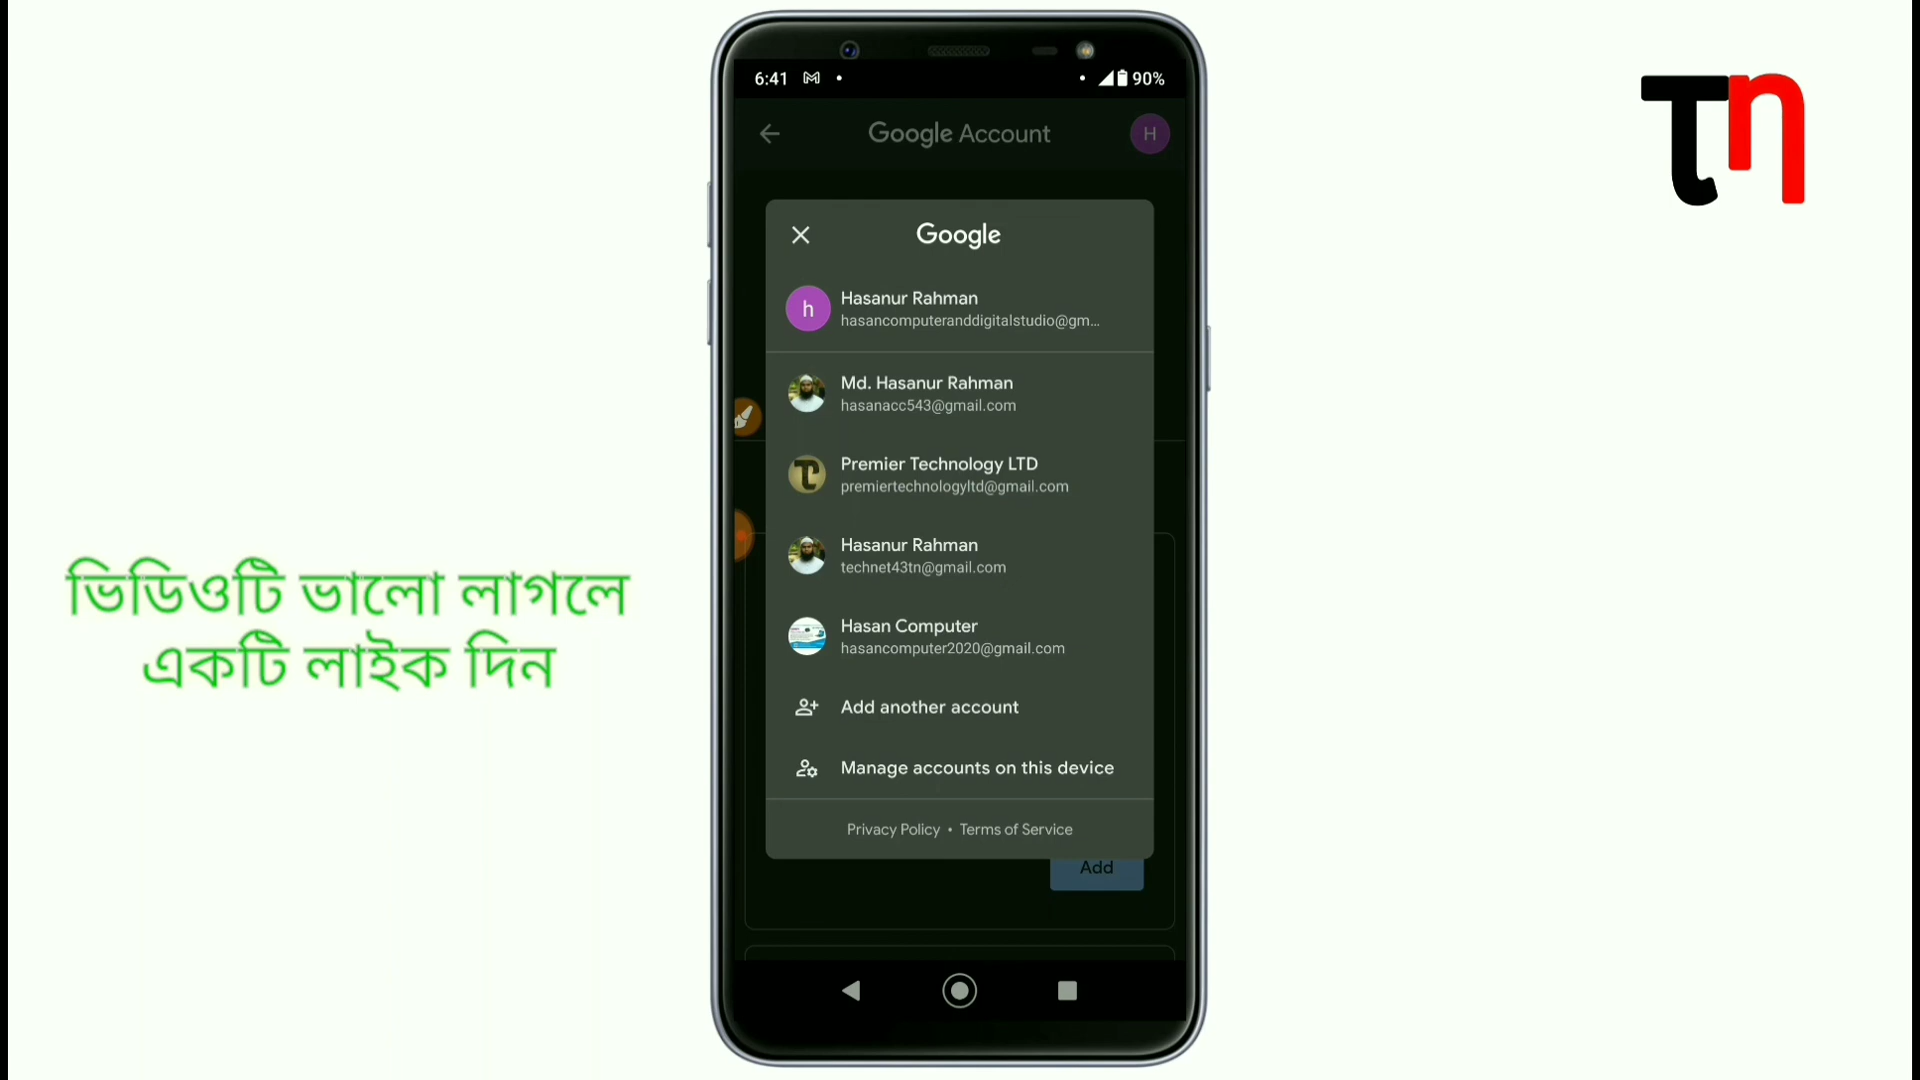 6:41
90%
Google Account
H
Google
h
Hasanur Rahman
hasancomputeranddigitalstudio@gm...
Md. Hasanur Rahman
hasanacc543@gmail.com
Premier Technology LTD
premiertechnologyltd@gmail.com
Hasanur Rahman
technet43tn@gmail.com
Hasan Computer
hasancomputer2020@gmail.com
Add another account
Manage accounts on this device
Privacy Policy • Terms of Service
Add
ভিডিওটি ভালো লাগলে
একটি লাইক দিন
Tn